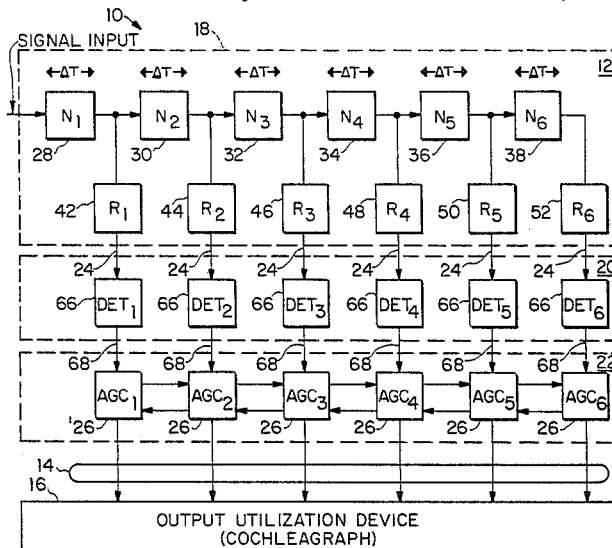 10
SIGNAL INPUT
18
ΔT ΔT ΔT ΔT ΔT ΔT 12
N1 N2 N3 N4 N5 N6
28 30 32 34 36 38
42 R1 44 R2 46 R3 48 R4 50 R5 52 R6
24 24 24 24 24 24 20
66 DET1 66 DET2 66 DET3 66 DET4 66 DET5 66 DET6
68 68 68 68 68 68 22
AGC1 AGC2 AGC3 AGC4 AGC5 AGC6
26 26 26 26 26 26
14
16
OUTPUT UTILIZATION DEVICE
(COCHLEAGRAPH)